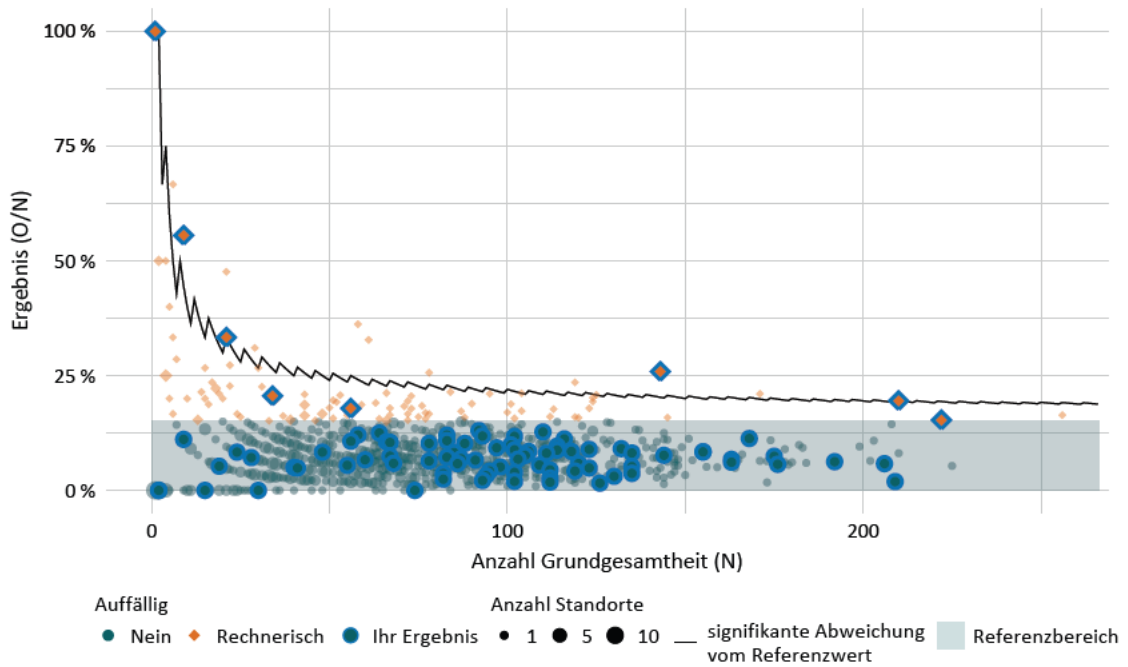 100 %
75 %
50 %
25 %
0 %
Ergebnis (O/N)
0
100
200
Anzahl Grundgesamtheit (N)
Auffällig
Nein
Rechnerisch
Ihr Ergebnis
Anzahl Standorte
1
5
10
signifikante Abweichung
vom Referenzwert
Referenzbereich